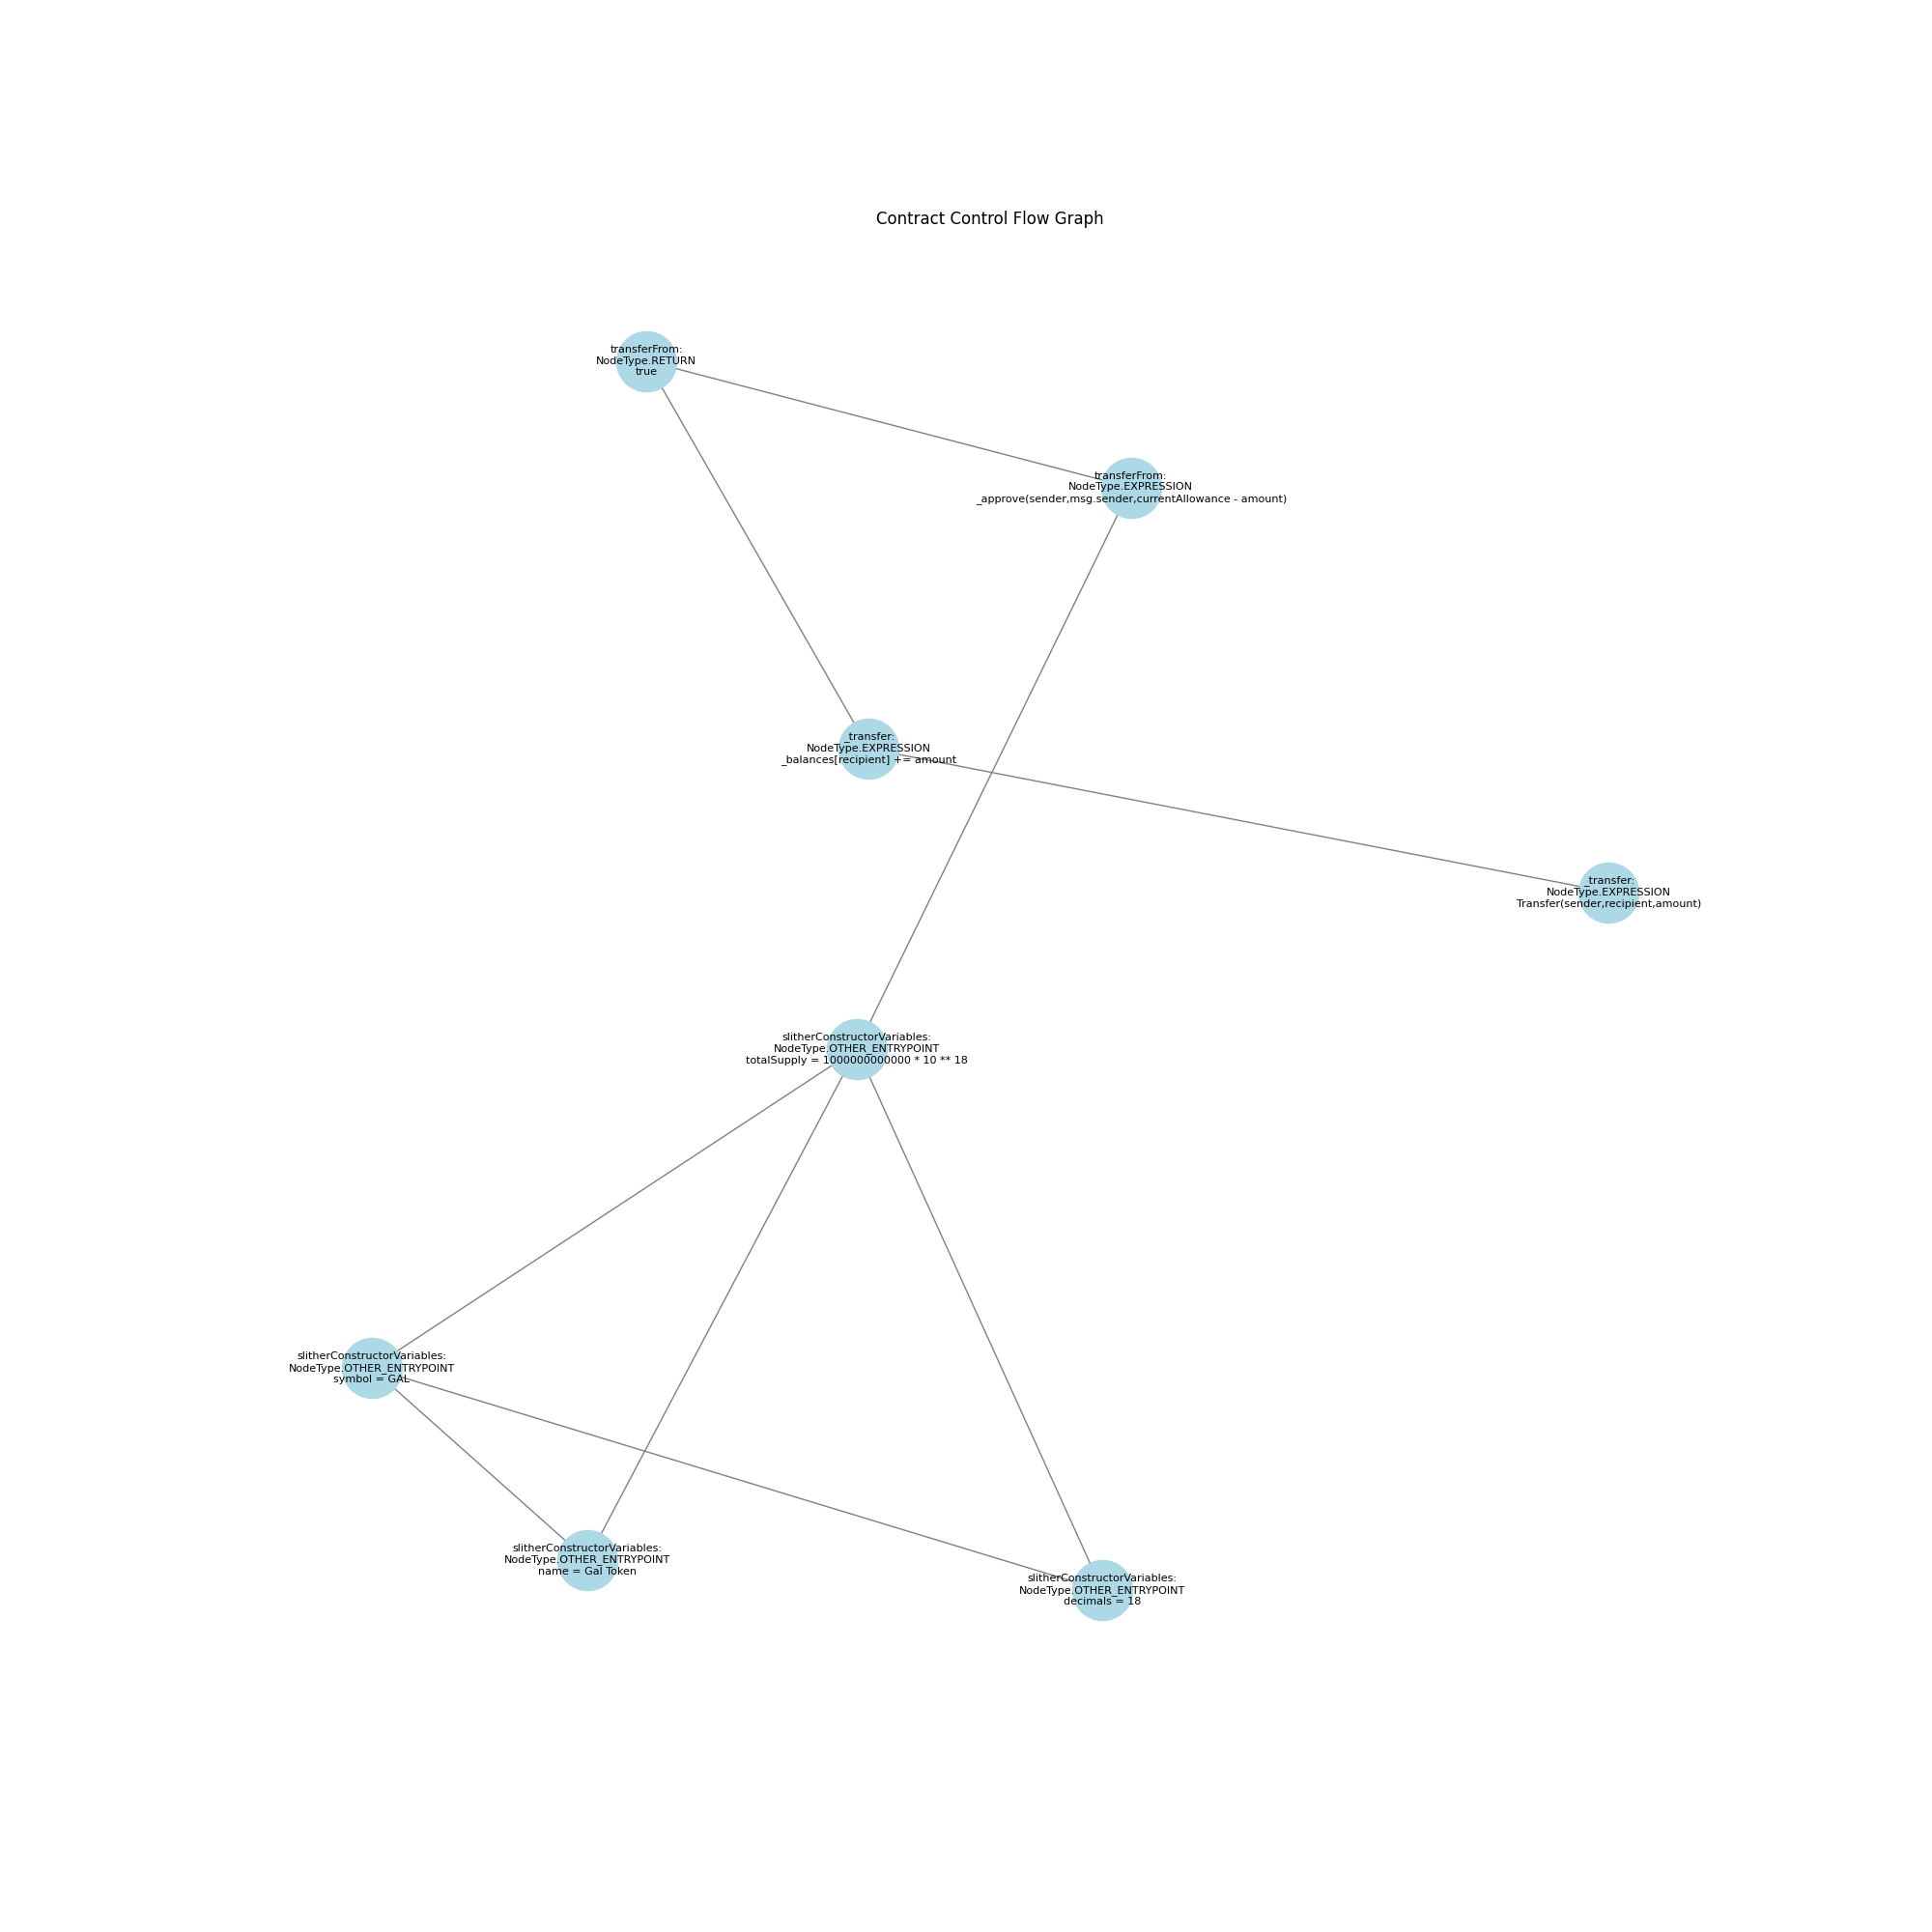 Contract Control Flow Graph
transferFrom:
NodeType.RETURN
true
transferFrom:
NodeType.EXPRESSION
_approve(sender,msg.sender,currentAllowance - amount)
_transfer:
NodeType.EXPRESSION
_balances[recipient] += amount
_transfer:
NodeType.EXPRESSION
Transfer(sender,recipient,amount)
slitherConstructorVariables:
NodeType.OTHER_ENTRYPOINT
totalSupply = 1000000000000 * 10 ** 18
slitherConstructorVariables:
NodeType.OTHER_ENTRYPOINT
symbol = GAL
slitherConstructorVariables:
NodeType.OTHER_ENTRYPOINT
name = Gal Token
slitherConstructorVariables:
NodeType.OTHER_ENTRYPOINT
decimals = 18